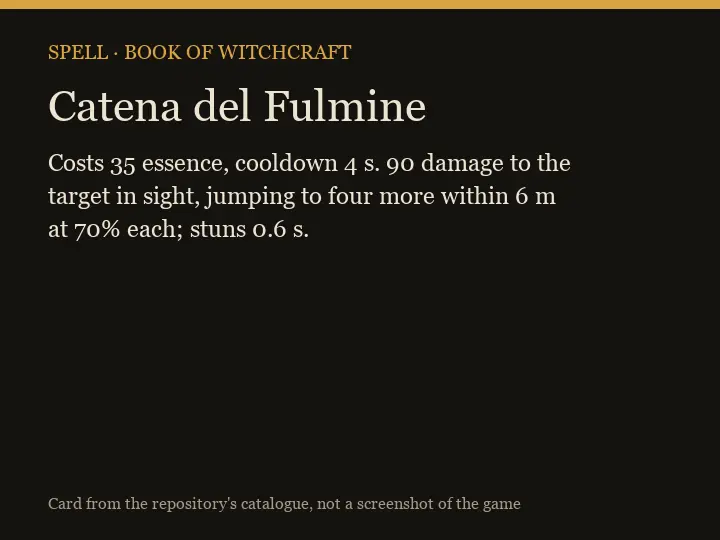 SPELL · BOOK OF WITCHCRAFT
Catena del Fulmine
Costs 35 essence, cooldown 4 s. 90 damage to the
target in sight, jumping to four more within 6 m
at 70% each; stuns 0.6 s.
Card from the repository's catalogue, not a screenshot of the game